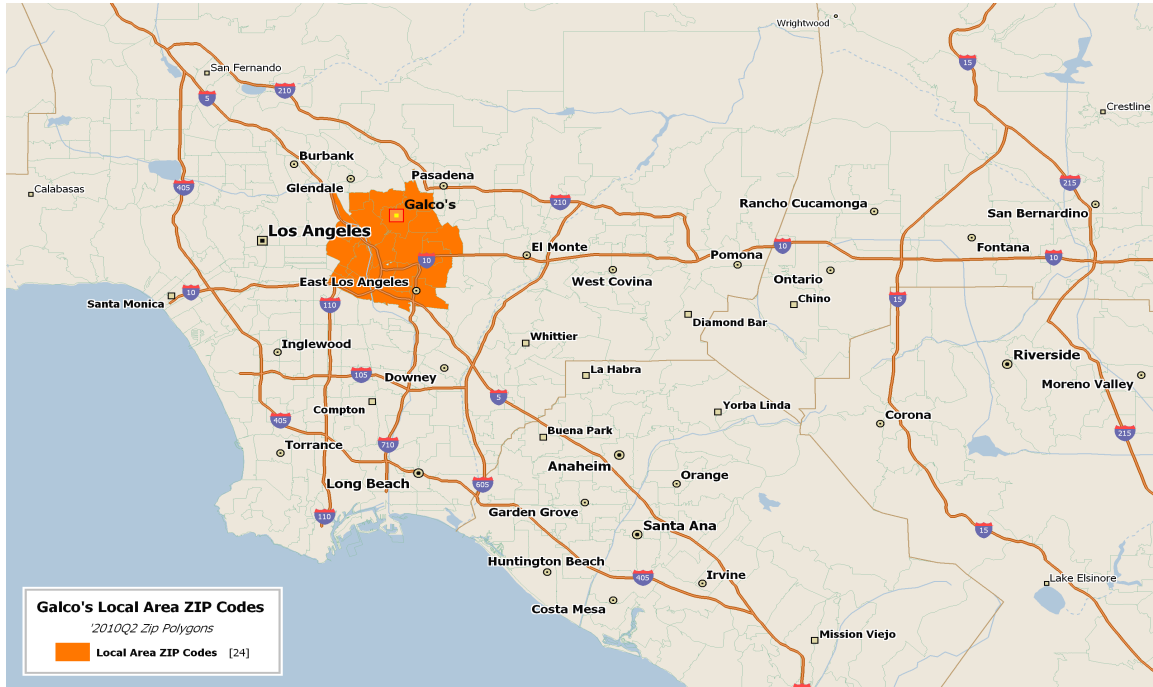 Wrightwood
15
San Fernando
210
5
Crestline
Burbank
Glendale
Pasadena
405
Calabasas
215
210
Galco's
Rancho Cucamonga
San Bernardino
Los Angeles
El Monte
10
Pomona
10
Fontana
10
West Covina
Ontario
East Los Angeles
Santa Monica
10
110
15
Chino
Diamond Bar
Whittier
Inglewood
Riverside
La Habra
105
Downey
Moreno Valley
5
Compton
Yorba Linda
405
Corona
Buena Park
215
Torrance
710
Anaheim
Orange
Long Beach
605
Garden Grove
110
Santa Ana
15
Huntington Beach
405
Irvine
Lake Elsinore
Costa Mesa
Mission Viejo
Galco's Local Area ZIP Codes
'2010Q2 Zip Polygons
Local Area ZIP Codes [24]